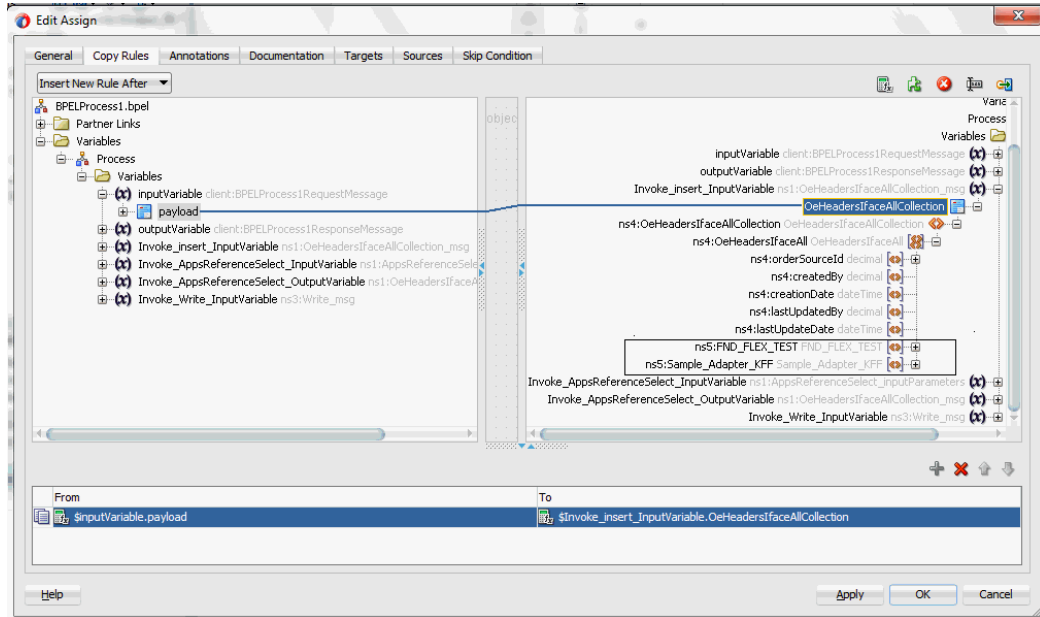 Edit Assign
General Copy Rules Annotations Documentation Targets Sources Skip Condition
Insert New Rule After
BPELProcess1.bpel
Partner Links
Variables
Process
Variables
inputVariable client:BPELProcess1RequestMessage
payload
outputVariable client:BPELProcess1ResponseMessage
Invoke_insert_InputVariable ns1:OeHeadersIfaceAllCollection_msg
Invoke_AppsReferenceSelect_InputVariable ns1:AppsReferenceSele
Invoke_AppsReferenceSelect_OutputVariable ns1:OeHeadersIfaceA
Invoke_Write_InputVariable ns3:Write_msg
objec
Varia
Process
Variables
inputVariable client:BPELProcess1RequestMessage
outputVariable client:BPELProcess1ResponseMessage
Invoke_insert_InputVariable ns1:OeHeadersIfaceAllCollection_msg
OeHeadersIfaceAllCollection
ns4:OeHeadersIfaceAllCollection OeHeadersIfaceAllCollection
ns4:OeHeadersIfaceAll OeHeadersIfaceAll
ns4:orderSourceId decimal
ns4:createdBy decimal
ns4:creationDate dateTime
ns4:lastUpdatedBy decimal
ns4:lastUpdateDate dateTime
ns5:FND_FLEX_TEST FND_FLEX_TEST
ns5:Sample_Adapter_KFF Sample_Adapter_KFF
Invoke_AppsReferenceSelect_InputVariable ns1:AppsReferenceSelect_inputParameters
Invoke_AppsReferenceSelect_OutputVariable ns1:OeHeadersIfaceAllCollection_msg
Invoke_Write_InputVariable ns3:Write_msg
From To
$inputVariable.payload $Invoke_insert_InputVariable.OeHeadersIfaceAllCollection
Help Apply OK Cancel